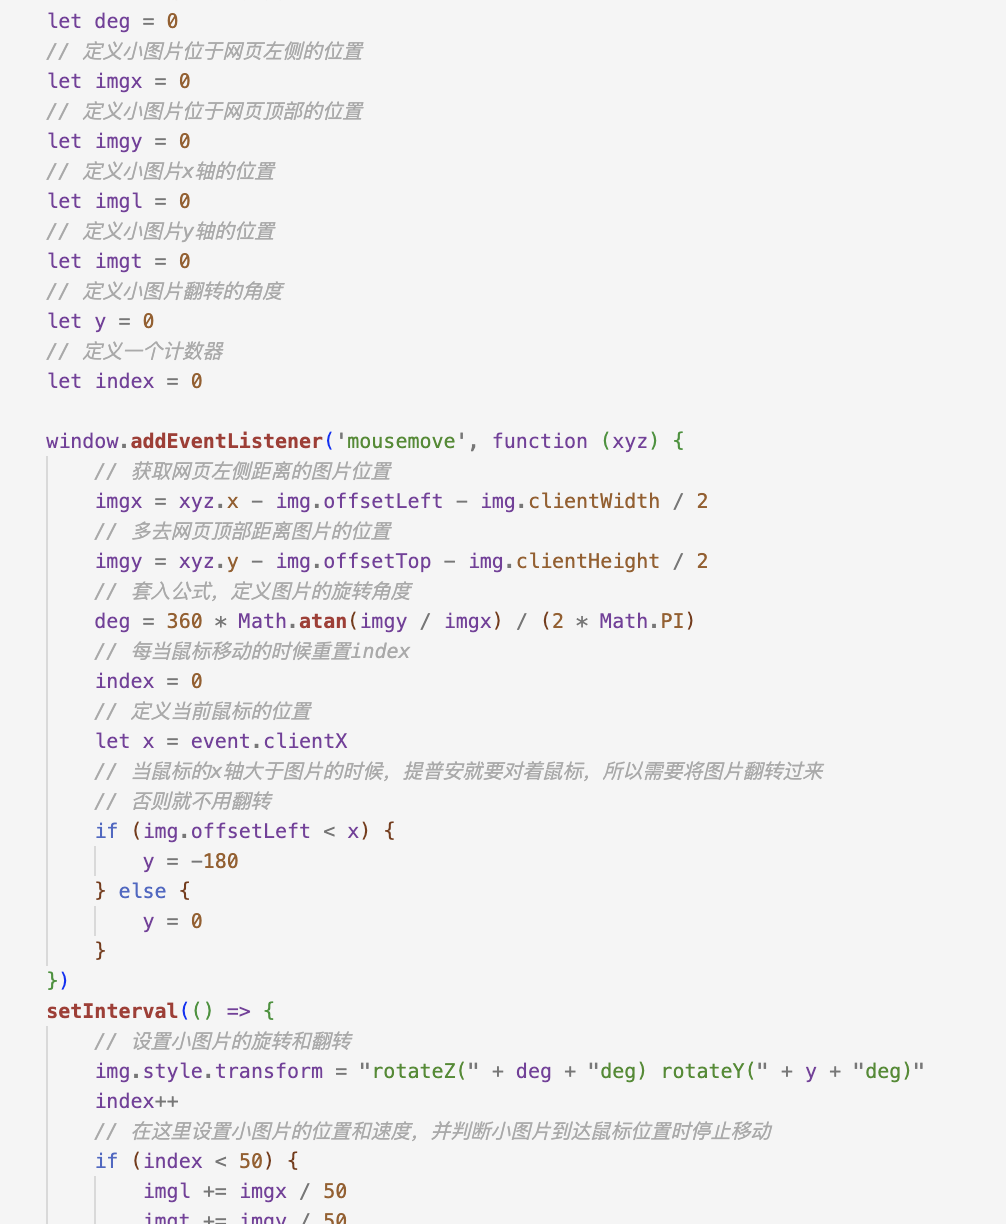 let deg = 0
// 定义小图片位于网页左侧的位置
let imgx = 0
// 定义小图片位于网页顶部的位置
let imgy = 0
// 定义小图片x轴的位置
let imgl = 0
// 定义小图片y轴的位置
let imgt = 0
// 定义小图片翻转的角度
let y = 0
// 定义一个计数器
let index = 0
window.addEventListener('mousemove', function (xyz) {
// 获取网页左侧距离的图片位置
imgx = xyz.x - img.offsetLeft - img.clientWidth / 2
// 多去网页顶部距离图片的位置
imgy = xyz.y - img.offsetTop - img.clientHeight / 2
// 套入公式，定义图片的旋转角度
deg = 360 * Math.atan(imgy / imgx) / (2 * Math.PI)
// 每当鼠标移动的时候重置index
index = 0
// 定义当前鼠标的位置
let x = event.clientX
// 当鼠标的x轴大于图片的时候，提普安就要对着鼠标，所以需要将图片翻转过来
// 否则就不用翻转
if (img.offsetLeft < x) {
y = -180
} else {
y = 0
}
})
setInterval(() => {
// 设置小图片的旋转和翻转
img.style.transform = "rotateZ(" + deg + "deg) rotateY(" + y + "deg)"
index++
// 在这里设置小图片的位置和速度，并判断小图片到达鼠标位置时停止移动
if (index < 50) {
imgl += imgx / 50
imgt += imgy / 50